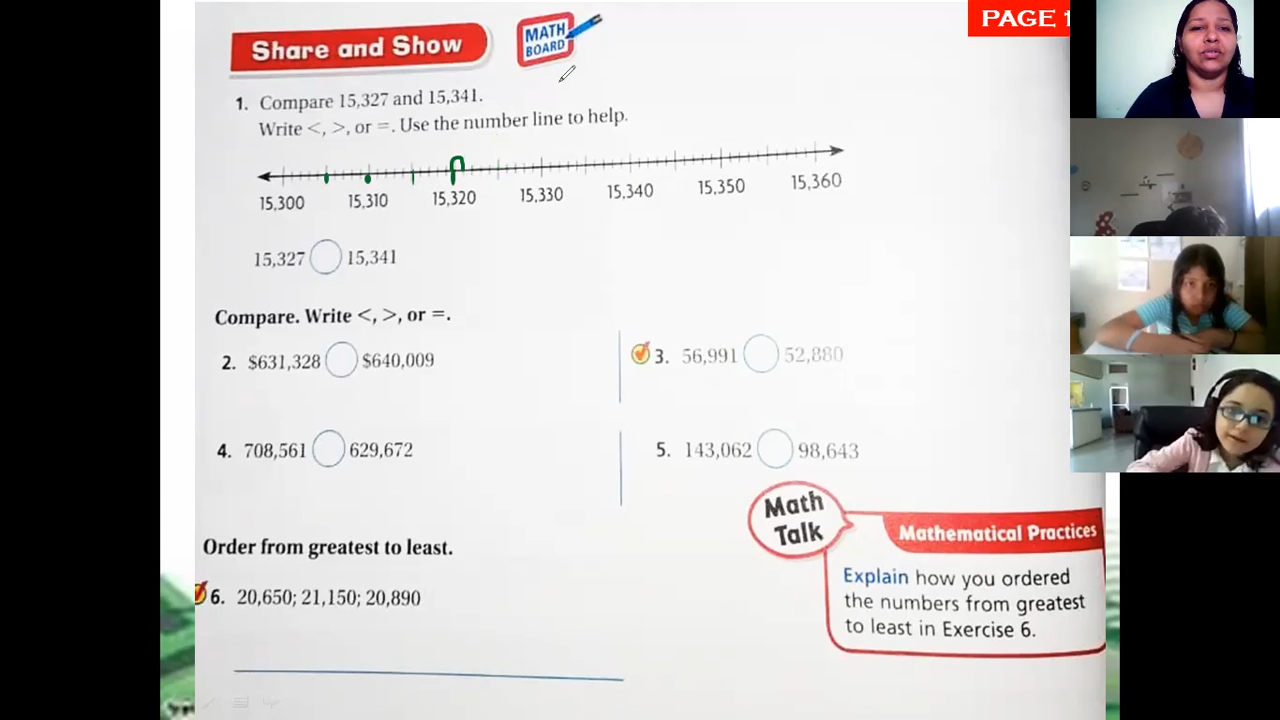 PAGE 1
Share and Show
MATH
BOARD
1. Compare 15,327 and 15,341.
Write <, >, or =. Use the number line to help.
15,300 15,310 15,320 15,330 15,340 15,350 15,360
15,327 15,341
Compare. Write <, >, or =.
2. $631,328 $640,009
3. 56,991 52,880
4. 708,561 629,672
5. 143,062 98,643
Math
Talk
Mathematical Practices
Explain how you ordered
the numbers from greatest
to least in Exercise 6.
Order from greatest to least.
6. 20,650; 21,150; 20,890